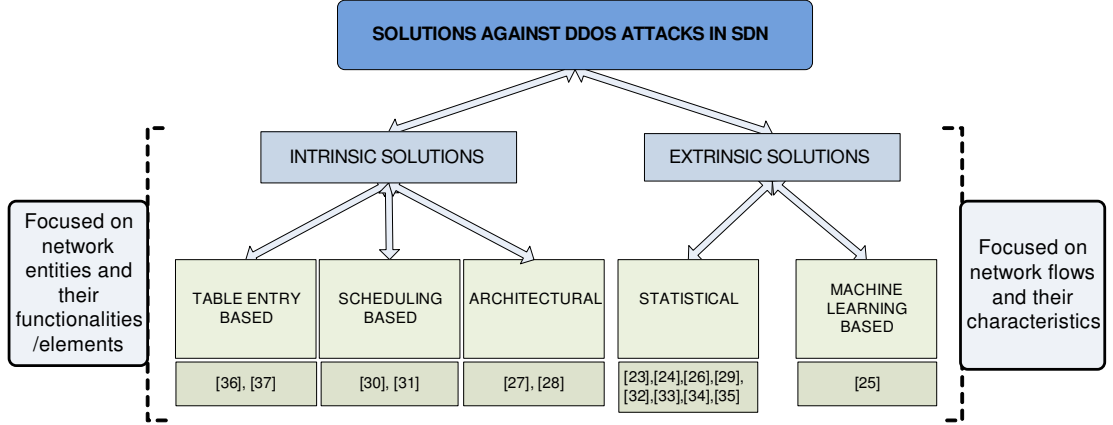 SOLUTIONS AGAINST DDOS ATTACKS IN SDN
INTRINSIC SOLUTIONS
EXTRINSIC SOLUTIONS
Focused on
network
entities and
their
functionalities
/elements
TABLE ENTRY
BASED
SCHEDULING
BASED
ARCHITECTURAL
STATISTICAL
MACHINE
LEARNING
BASED
[36], [37]
[30], [31]
[27], [28]
[23],[24],[26],[29],
[32],[33],[34],[35]
[25]
Focused on
network flows
and their
characteristics